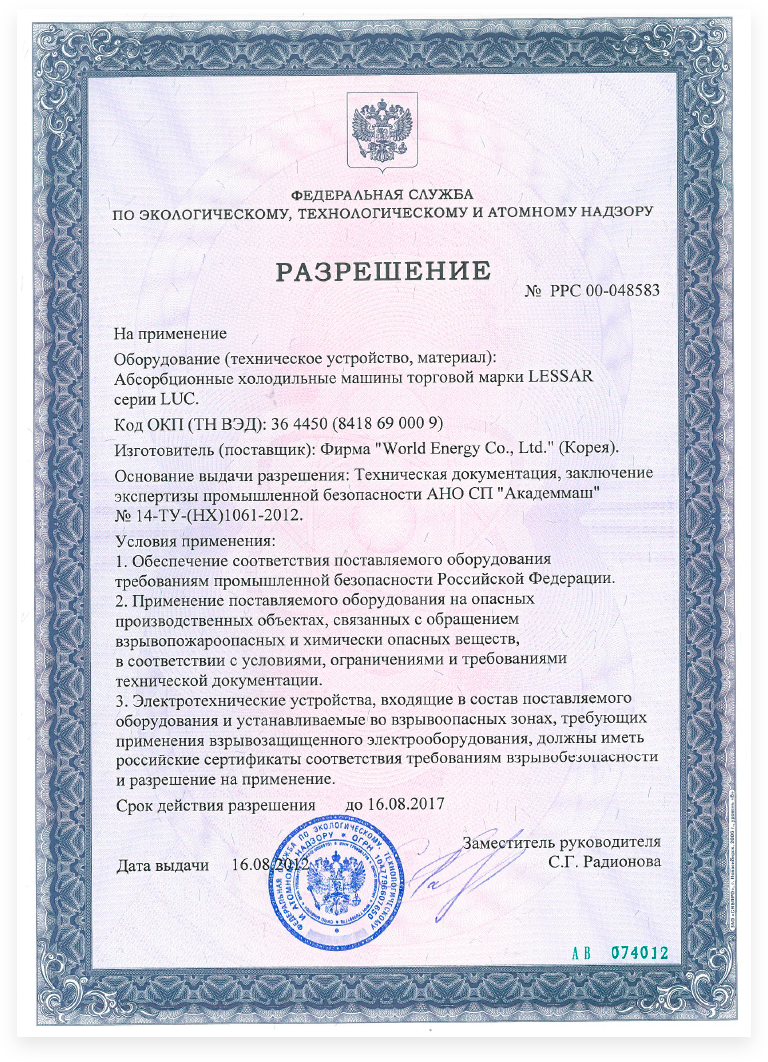 ФЕДЕРАЛЬНАЯ СЛУЖБА
ПО ЭКОЛОГИЧЕСКОМУ, ТЕХНОЛОГИЧЕСКОМУ И АТОМНОМУ НАДЗОРУ
РАЗРЕШЕНИЕ
№ РРС 00-048583
На применение
Оборудование (техническое устройство, материал):
Абсорбционные холодильные машины торговой марки LESSAR
серии LUC.
Код ОКП (ТН ВЭД): 36 4450 (8418 69 000 9)
Изготовитель (поставщик): Фирма "World Energy Co., Ltd." (Корея).
Основание выдачи разрешения: Техническая документация, заключение
экспертизы промышленной безопасности АНО СП "Академмаш"
№ 14-ТУ-(НХ)1061-2012.
Условия применения:
1. Обеспечение соответствия поставляемого оборудования
требованиям промышленной безопасности Российской Федерации.
2. Применение поставляемого оборудования на опасных
производственных объектах, связанных с обращением
взрывопожароопасных и химически опасных веществ,
в соответствии с условиями, ограничениями и требованиями
технической документации.
3. Электротехнические устройства, входящие в состав поставляемого
оборудования и устанавливаемые во взрывоопасных зонах, требующих
применения взрывозащищенного электрооборудования, должны иметь
российские сертификаты соответствия требованиям взрывобезопасности
и разрешение на применение.
Срок действия разрешения до 16.08.2017
Заместитель руководителя
Дата выдачи 16.08.2012 С.Г. Радионова
ФЕДЕРАЛЬНАЯ СЛУЖБА ПО ЭКОЛОГИЧЕСКОМУ, ТЕХНОЛОГИЧЕСКОМУ
И АТОМНОМУ НАДЗОРУ * ОГРН
АВ 074012